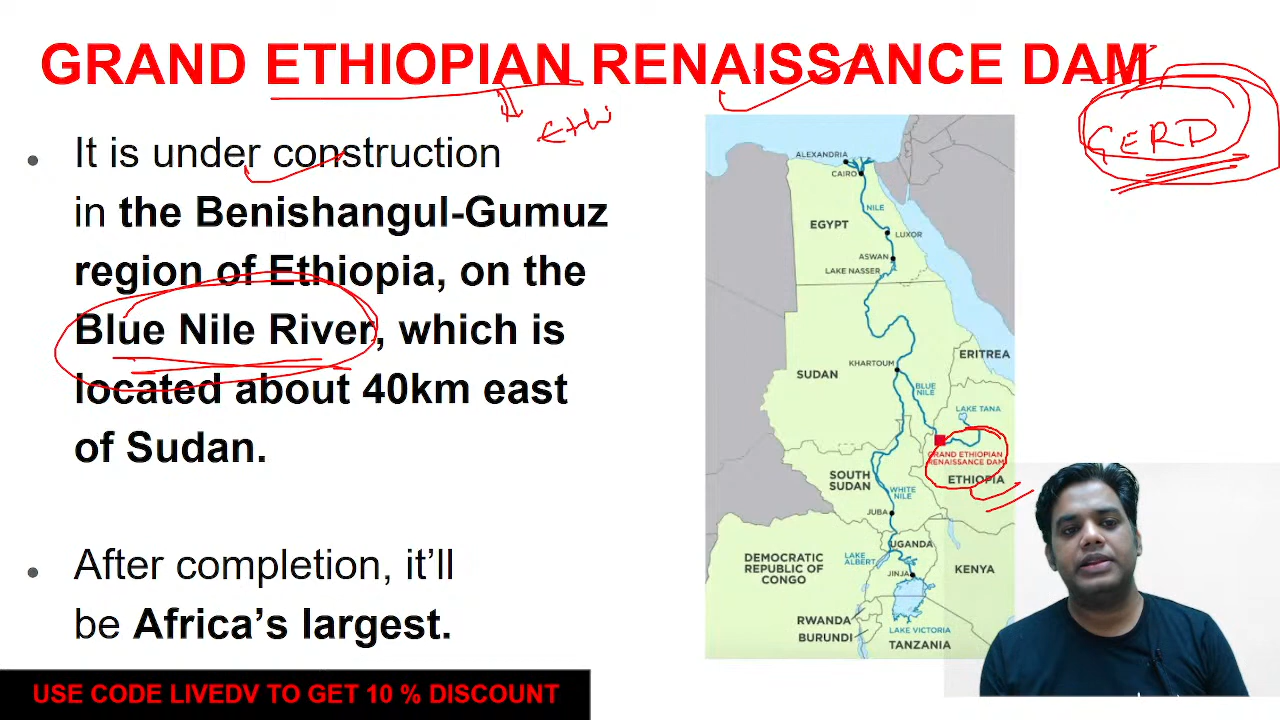 GRAND ETHIOPIAN RENAISSANCE DAM
GERD
Ethi
It is under construction
in the Benishangul-Gumuz
region of Ethiopia, on the
Blue Nile River, which is
located about 40km east
of Sudan.
After completion, it’ll
be Africa’s largest.
USE CODE LIVEDV TO GET 10 % DISCOUNT
ALEXANDRIA
CAIRO
NILE
EGYPT
LUXOR
ASWAN
LAKE NASSER
KHARTOUM
ERITREA
SUDAN
BLUE
NILE
LAKE TANA
GRAND ETHIOPIAN
RENAISSANCE DAM
ETHIOPIA
SOUTH
SUDAN
WHITE
NILE
JUBA
UGANDA
LAKE
ALBERT
DEMOCRATIC
REPUBLIC OF
CONGO
JINJA
KENYA
RWANDA
BURUNDI
LAKE VICTORIA
TANZANIA